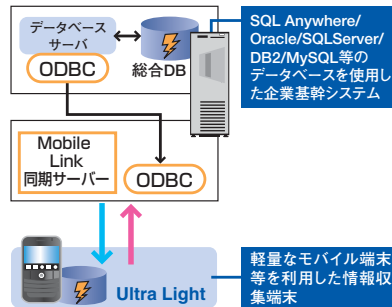 データベース
サーバ
ODBC
総合DB
SQL Anywhere/
Oracle/SQLServer/
DB2/MySQL等の
データベースを使用し
た企業基幹システム
Mobile
Link
同期サーバー
ODBC
Ultra Light
軽量なモバイル端末
等を利用した情報収
集端末